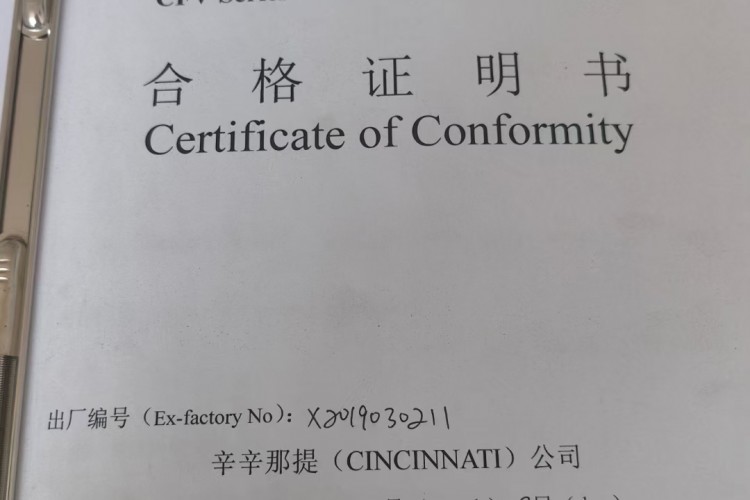 合格证明书
Certificate of Conformity
出厂编号（Ex-factory No）：X2019030211
辛辛那提（CINCINNATI）公司